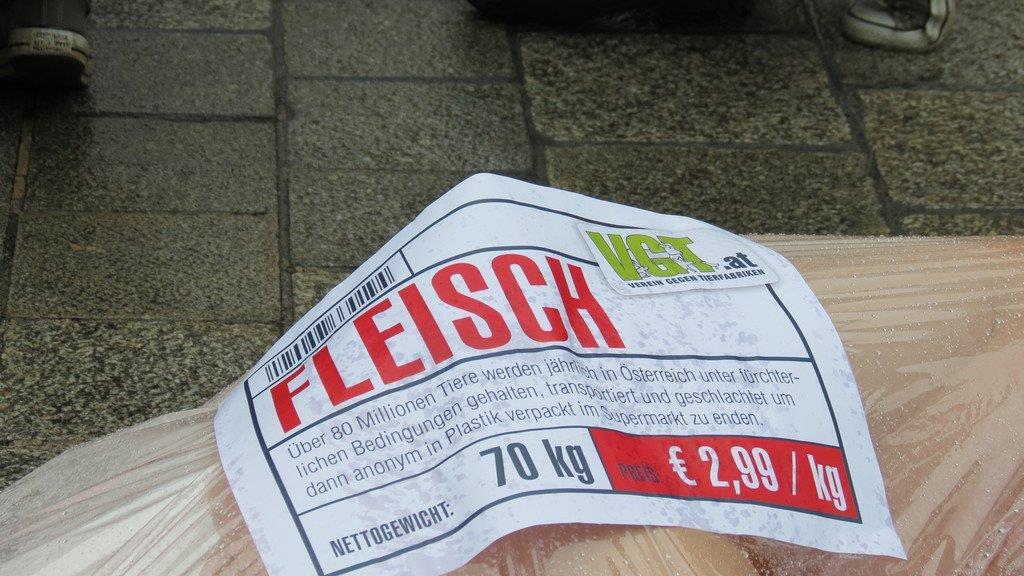 VGT.at
VEREIN GEGEN TIERFABRIKEN
FLEISCH
Über 80 Millionen Tiere werden jährlich in Österreich unter fürchter-
lichen Bedingungen gehalten, transportiert und geschlachtet um
dann anonym in Plastik verpackt im Supermarkt zu enden.
NETTOGEWICHT: 70 kg PREIS: € 2,99 / kg